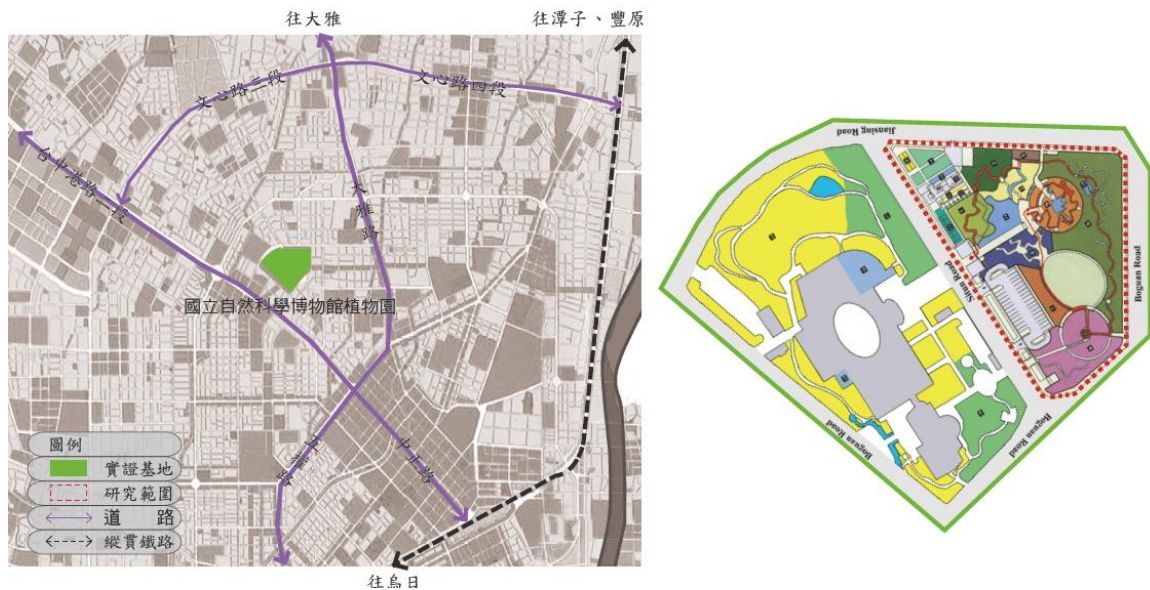 往大雅
往潭子、豐原
文心路三段
文心路四段
台中港路二段
大雅路
國立自然科學博物館植物園
五權路
中正路
圖例
實證基地
研究範圍
道 路
縱貫鐵路
往烏日
Jiansing Road
Situn Road
Boguan Road
Boguan Road
Boguan Road